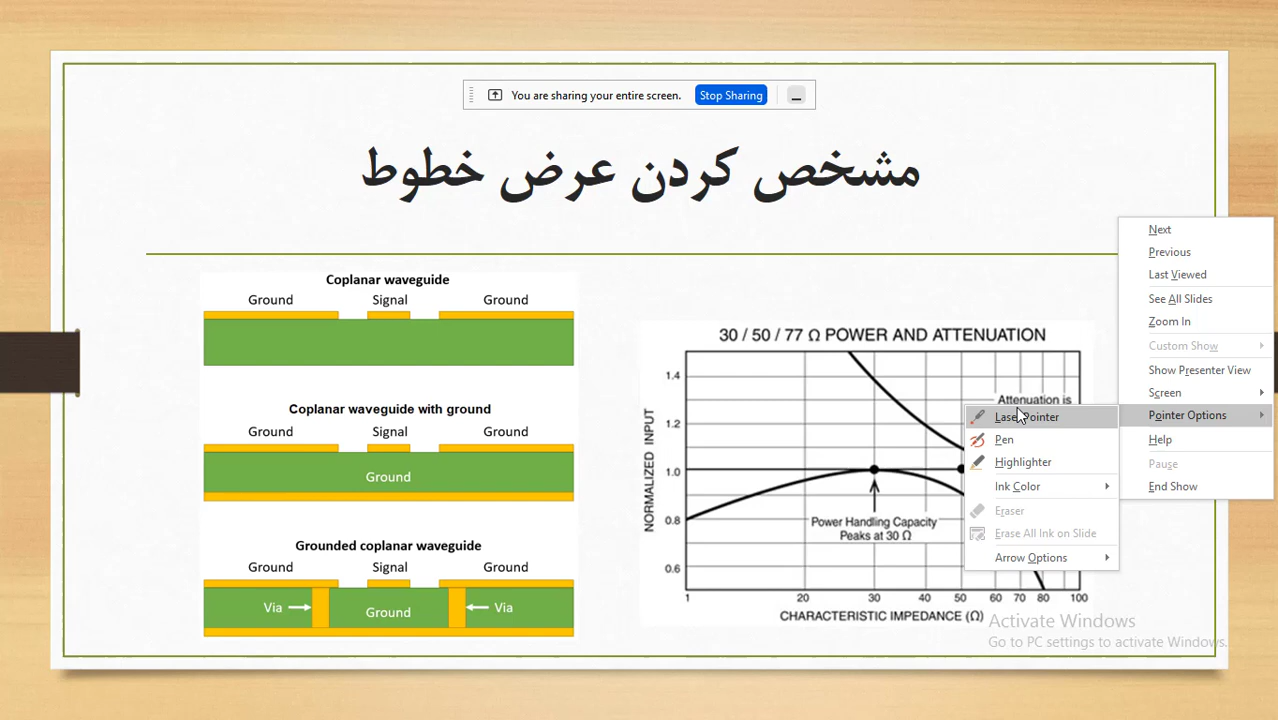 You are sharing your entire screen.
Stop Sharing
مشخص کردن عرض خطوط
Coplanar waveguide
Ground Signal Ground
Coplanar waveguide with ground
Ground Signal Ground
Ground
Grounded coplanar waveguide
Ground Signal Ground
Via Ground Via
30 / 50 / 77 Ω POWER AND ATTENUATION
NORMALIZED INPUT
1.4
1.2
1.0
0.8
0.6
Attenuation is
Power Handling Capacity
Peaks at 30 Ω
1 20 30 40 50 60 70 80 100
CHARACTERISTIC IMPEDANCE (Ω)
Next
Previous
Last Viewed
See All Slides
Zoom In
Custom Show
Show Presenter View
Screen
Pointer Options
Help
Pause
End Show
Laser Pointer
Pen
Highlighter
Ink Color
Eraser
Erase All Ink on Slide
Arrow Options
Activate Windows
Go to PC settings to activate Windows.